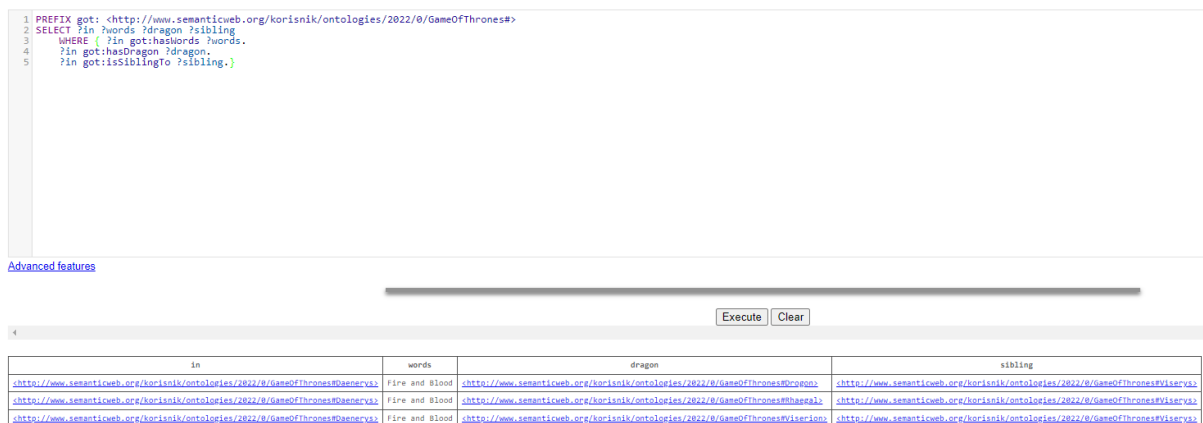 1 PREFIX got: <http://www.semanticweb.org/korisnik/ontologies/2022/0/GameOfThrones#>
2 SELECT ?in ?words ?dragon ?sibling
3 WHERE { ?in got:hasWords ?words.
4 ?in got:hasDragon ?dragon.
5 ?in got:isSiblingTo ?sibling.}
Advanced features
Execute Clear
in words dragon sibling
<http://www.semanticweb.org/korisnik/ontologies/2022/0/GameOfThrones#Daenerys> Fire and Blood <http://www.semanticweb.org/korisnik/ontologies/2022/0/GameOfThrones#Drogon> <http://www.semanticweb.org/korisnik/ontologies/2022/0/GameOfThrones#Viserys>
<http://www.semanticweb.org/korisnik/ontologies/2022/0/GameOfThrones#Daenerys> Fire and Blood <http://www.semanticweb.org/korisnik/ontologies/2022/0/GameOfThrones#Rhaegal> <http://www.semanticweb.org/korisnik/ontologies/2022/0/GameOfThrones#Viserys>
<http://www.semanticweb.org/korisnik/ontologies/2022/0/GameOfThrones#Daenerys> Fire and Blood <http://www.semanticweb.org/korisnik/ontologies/2022/0/GameOfThrones#Viserion> <http://www.semanticweb.org/korisnik/ontologies/2022/0/GameOfThrones#Viserys>